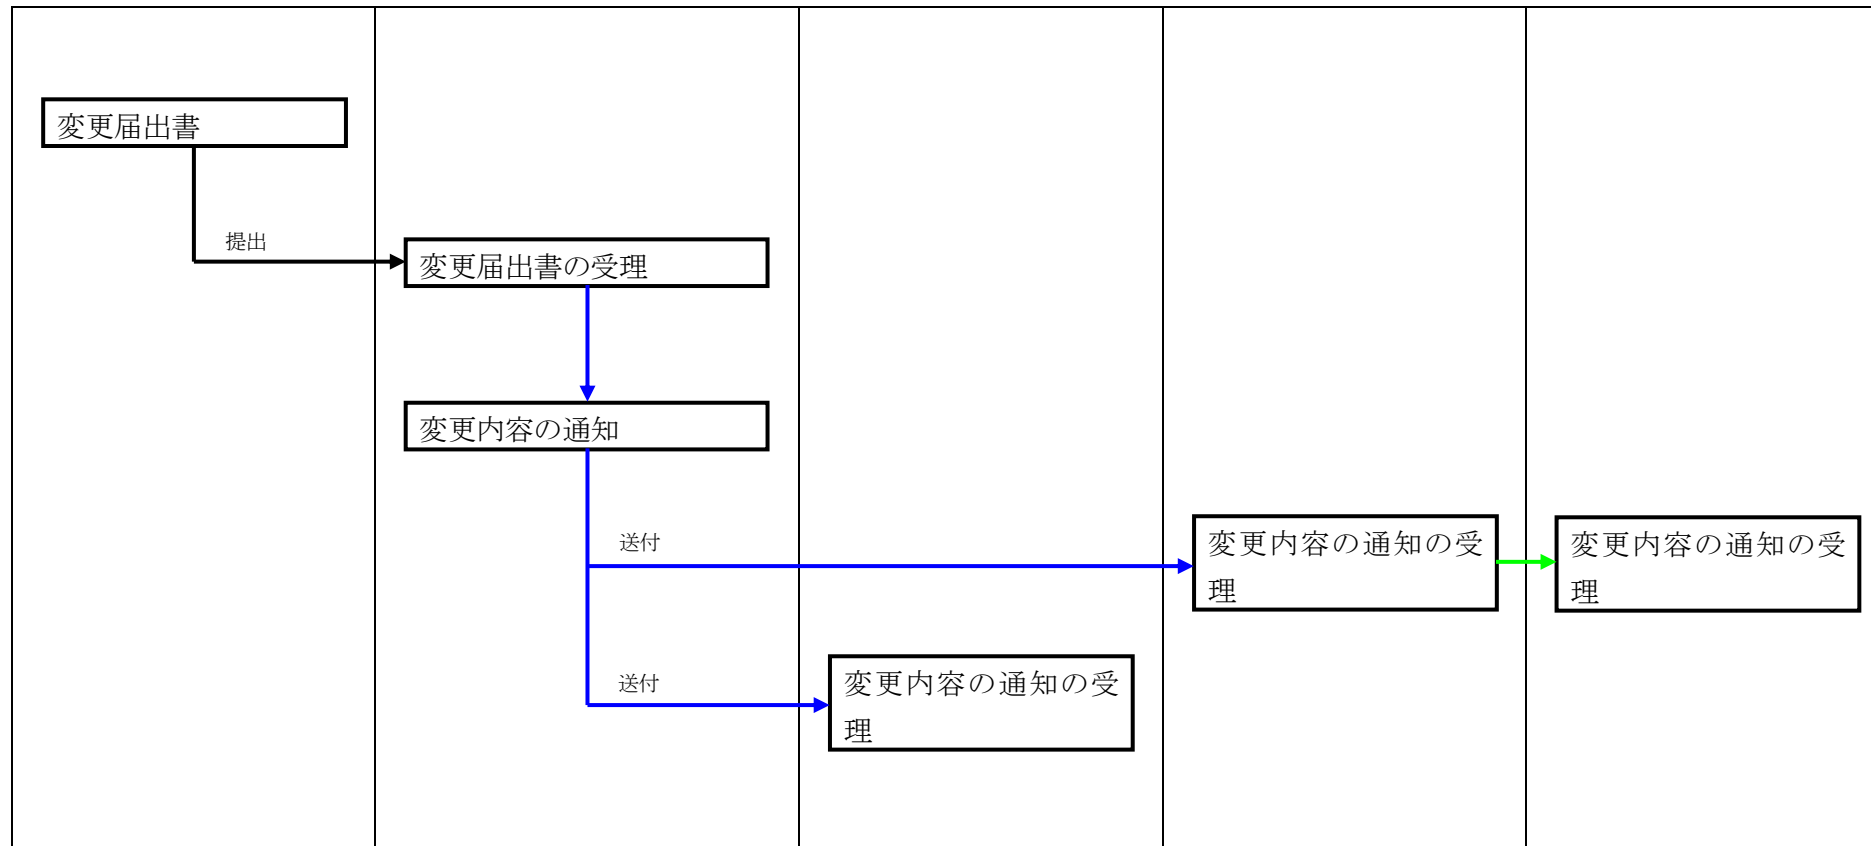 変更届出書
提出
変更届出書の受理
変更内容の通知
送付
変更内容の通知の受
理
変更内容の通知の受
理
送付
変更内容の通知の受
理